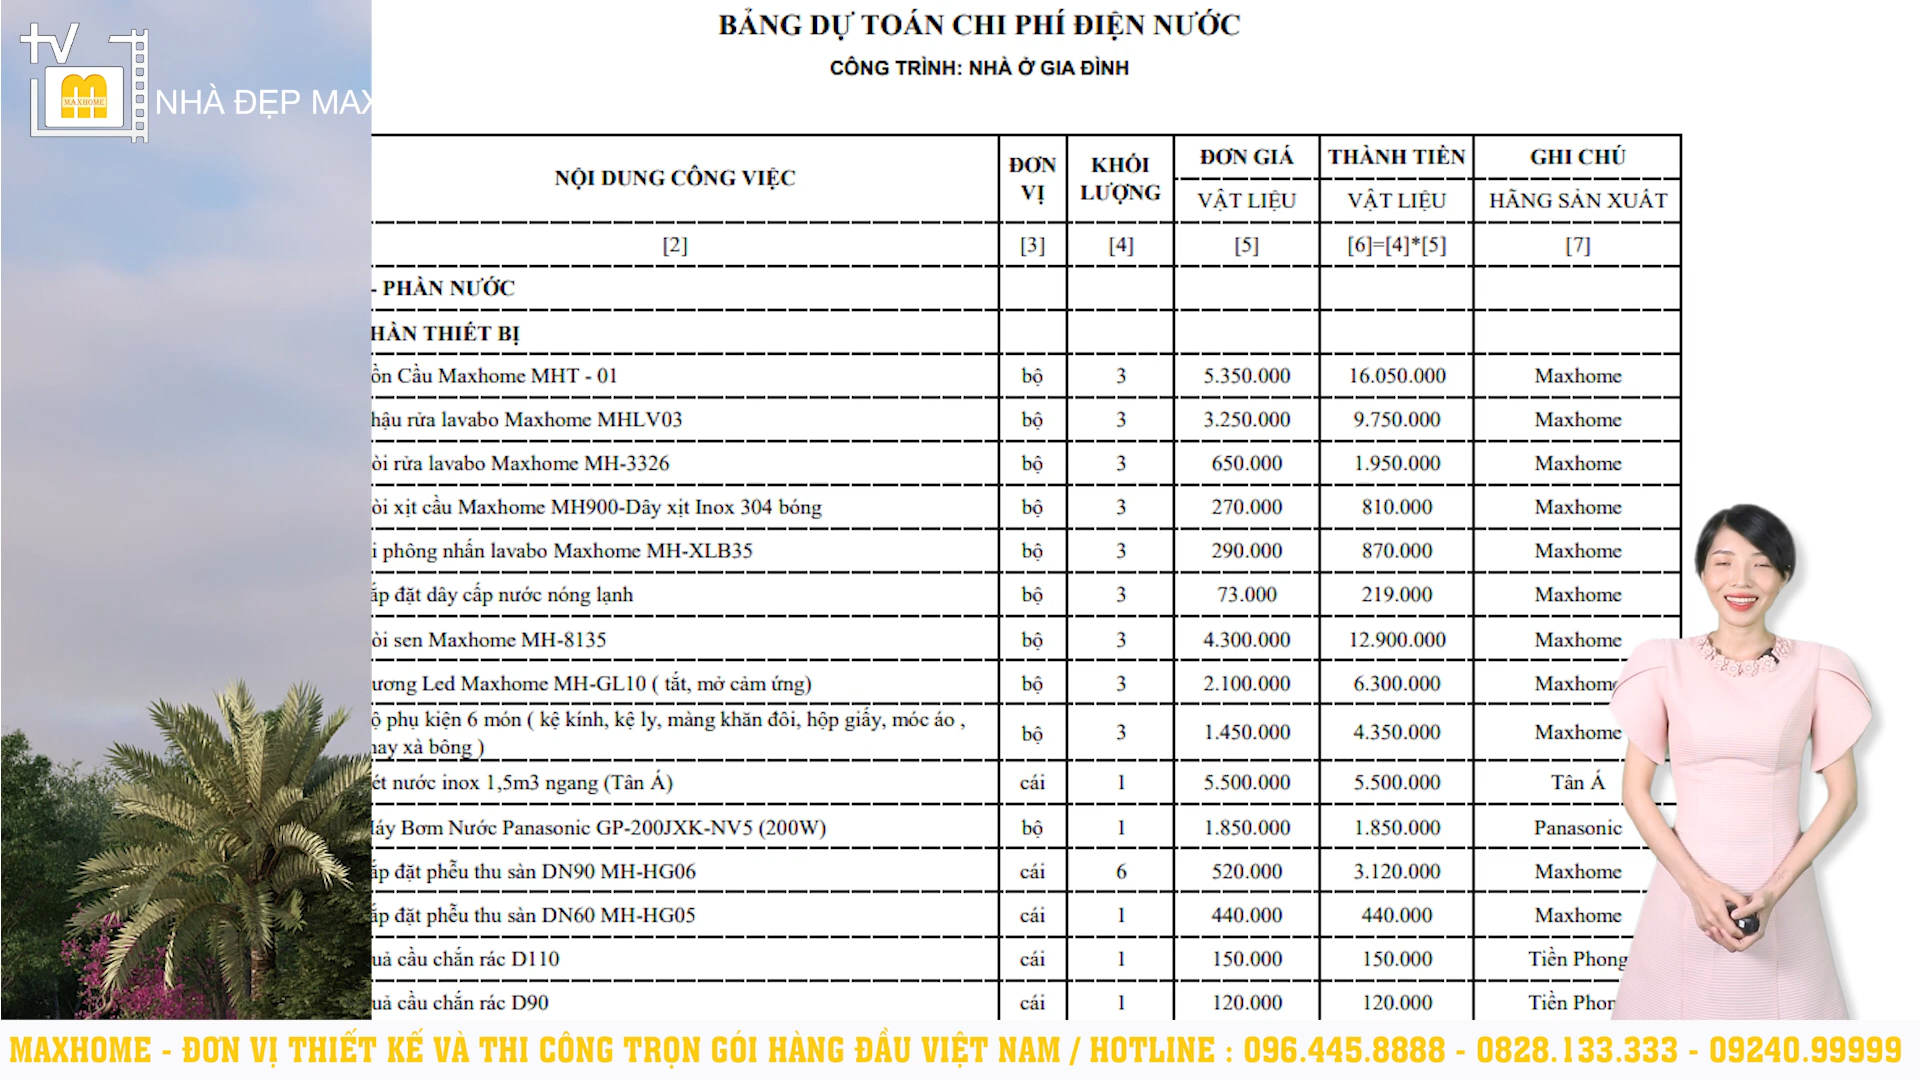 BẢNG DỰ TOÁN CHI PHÍ ĐIỆN NƯỚC
CÔNG TRÌNH: NHÀ Ở GIA ĐÌNH
TV
MAXHOME
NHÀ ĐẸP MAX
NỘI DUNG CÔNG VIỆC
ĐƠN VỊ
KHỐI LƯỢNG
ĐƠN GIÁ
THÀNH TIỀN
GHI CHÚ
VẬT LIỆU
VẬT LIỆU
HÃNG SẢN XUẤT
[2] [3] [4] [5] [6]=[4]*[5] [7]
- PHẦN NƯỚC
HẦN THIẾT BỊ
ồn Cầu Maxhome MHT - 01 bộ 3 5.350.000 16.050.000 Maxhome
hậu rửa lavabo Maxhome MHLV03 bộ 3 3.250.000 9.750.000 Maxhome
òi rửa lavabo Maxhome MH-3326 bộ 3 650.000 1.950.000 Maxhome
òi xịt cầu Maxhome MH900-Dây xịt Inox 304 bóng bộ 3 270.000 810.000 Maxhome
i phông nhấn lavabo Maxhome MH-XLB35 bộ 3 290.000 870.000 Maxhome
ắp đặt dây cấp nước nóng lạnh bộ 3 73.000 219.000 Maxhome
òi sen Maxhome MH-8135 bộ 3 4.300.000 12.900.000 Maxhome
ương Led Maxhome MH-GL10 ( tắt, mở cảm ứng) bộ 3 2.100.000 6.300.000 Maxhome
ộ phụ kiện 6 món ( kệ kính, kệ ly, màng khăn đôi, hộp giấy, móc áo ,
hay xà bông ) bộ 3 1.450.000 4.350.000 Maxhome
ét nước inox 1,5m3 ngang (Tân Á) cái 1 5.500.000 5.500.000 Tân Á
áy Bơm Nước Panasonic GP-200JXK-NV5 (200W) bộ 1 1.850.000 1.850.000 Panasonic
ắp đặt phễu thu sàn DN90 MH-HG06 cái 6 520.000 3.120.000 Maxhome
ắp đặt phễu thu sàn DN60 MH-HG05 cái 1 440.000 440.000 Maxhome
uả cầu chắn rác D110 cái 1 150.000 150.000 Tiền Phong
uả cầu chắn rác D90 cái 1 120.000 120.000 Tiền Phon
MAXHOME - ĐƠN VỊ THIẾT KẾ VÀ THI CÔNG TRỌN GÓI HÀNG ĐẦU VIỆT NAM / HOTLINE : 096.445.8888 - 0828.133.333 - 09240.99999